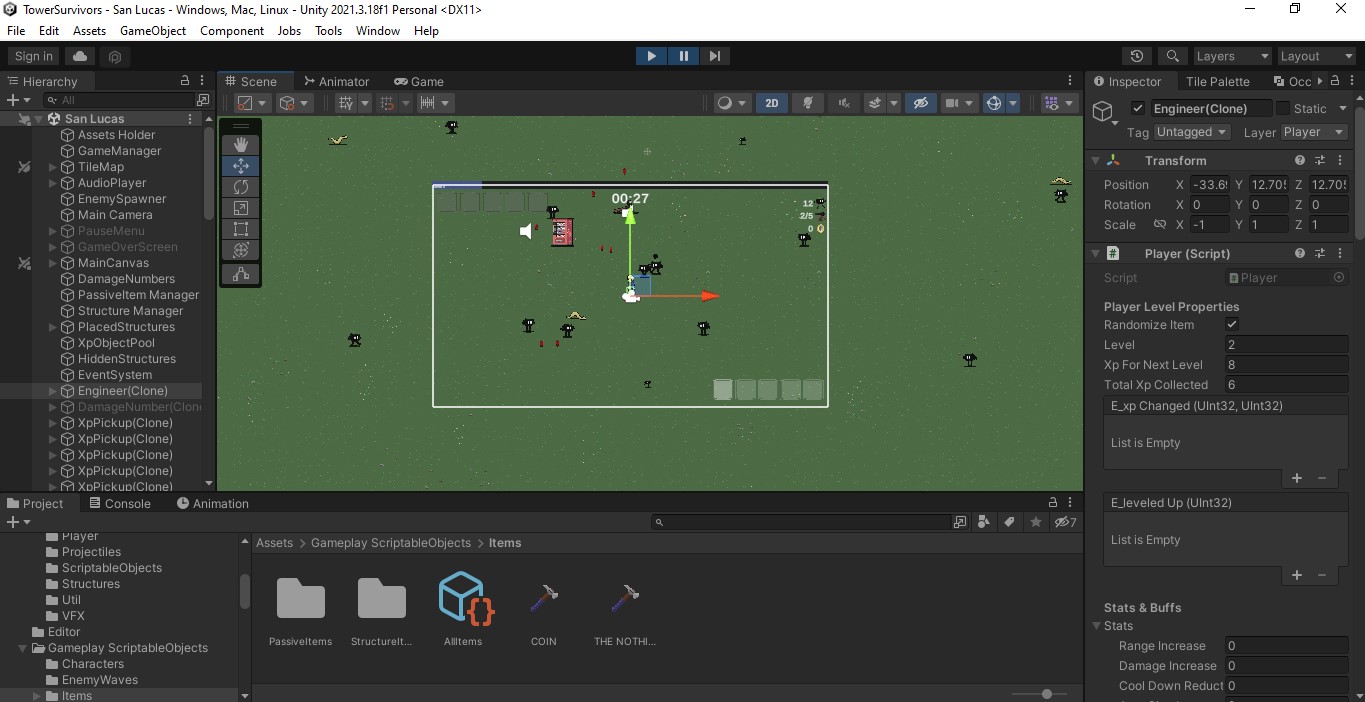 TowerSurvivors - San Lucas - Windows, Mac, Linux - Unity 2021.3.18f1 Personal <DX11>
File Edit Assets GameObject Component Jobs Tools Window Help
Sign in Layers Layout
Hierarchy
All
San Lucas
Assets Holder
GameManager
TileMap
AudioPlayer
EnemySpawner
Main Camera
PauseMenu
GameOverScreen
MainCanvas
DamageNumbers
PassiveItem Manager
Structure Manager
PlacedStructures
XpObjectPool
HiddenStructures
EventSystem
Engineer(Clone)
DamageNumber(Clon
XpPickup(Clone)
XpPickup(Clone)
XpPickup(Clone)
XpPickup(Clone)
XpPickup(Clone)
Scene Animator Game
2D
00:27
12
2/5
0
Inspector Tile Palette Occ
Engineer(Clone) Static
Tag Untagged Layer Player
Transform
Position X -33.69 Y 12.705 Z 12.705
Rotation X 0 Y 0 Z 0
Scale X -1 Y 1 Z 1
Player (Script)
Script Player
Player Level Properties
Randomize Item
Level 2
Xp For Next Level 8
Total Xp Collected 6
E_xp Changed (UInt32, UInt32)
List is Empty
E_leveled Up (UInt32)
List is Empty
Stats & Buffs
Stats
Range Increase 0
Damage Increase 0
Cool Down Reduct 0
Project Console Animation
7
Player
Projectiles
ScriptableObjects
Structures
Util
VFX
Editor
Gameplay ScriptableObjects
Characters
EnemyWaves
Items
Assets > Gameplay ScriptableObjects > Items
PassiveItems StructureIt... AllItems COIN THE NOTHI...